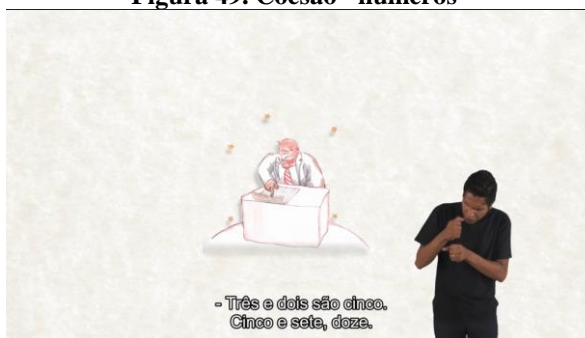 Figura 49: Coesão - números
- Três e dois são cinco.
Cinco e sete, doze.